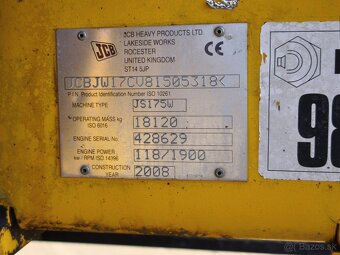 JCB
JCB HEAVY PRODUCTS LTD.
LAKESIDE WORKS
ROCESTER
UNITED KINGDOM
ST14 5JP
CE
JCBJW17CV81505318<
P.I.N. Product Identification Number ISO 10261
MACHINE TYPE JS175W
OPERATING MASS kg 18120
ISO 6016
ENGINE SERIAL No. 428629
ENGINE POWER 118/1900
kw / RPM ISO 14396
CONSTRUCTION YEAR 2008
98
bazos.sk